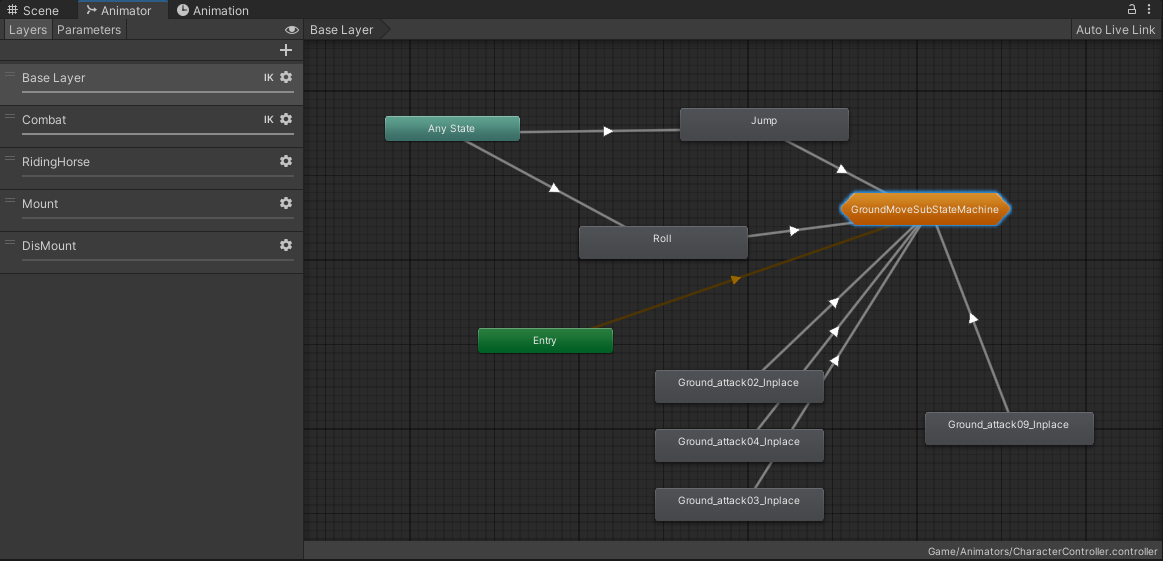 Scene Animator Animation
Layers Parameters Base Layer Auto Live Link
Base Layer IK
Combat IK
RidingHorse
Mount
DisMount
Any State
Jump
GroundMoveSubStateMachine
Roll
Entry
Ground_attack02_Inplace
Ground_attack09_Inplace
Ground_attack04_Inplace
Ground_attack03_Inplace
Game/Animators/CharacterController.controller